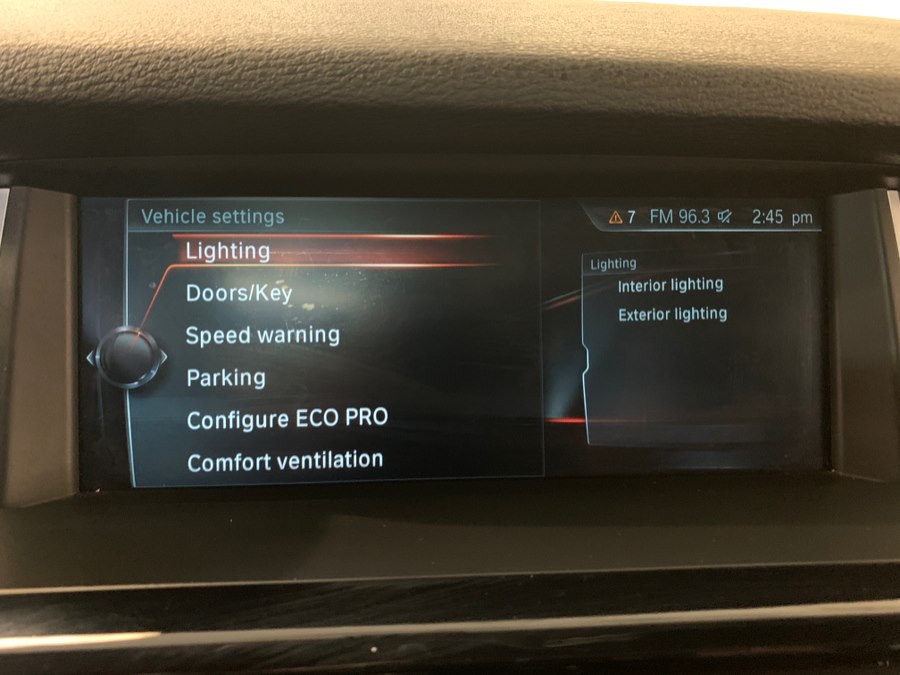 Vehicle settings
7 FM 96.3 2:45 pm
Lighting
Doors/Key
Speed warning
Parking
Configure ECO PRO
Comfort ventilation
Lighting
Interior lighting
Exterior lighting